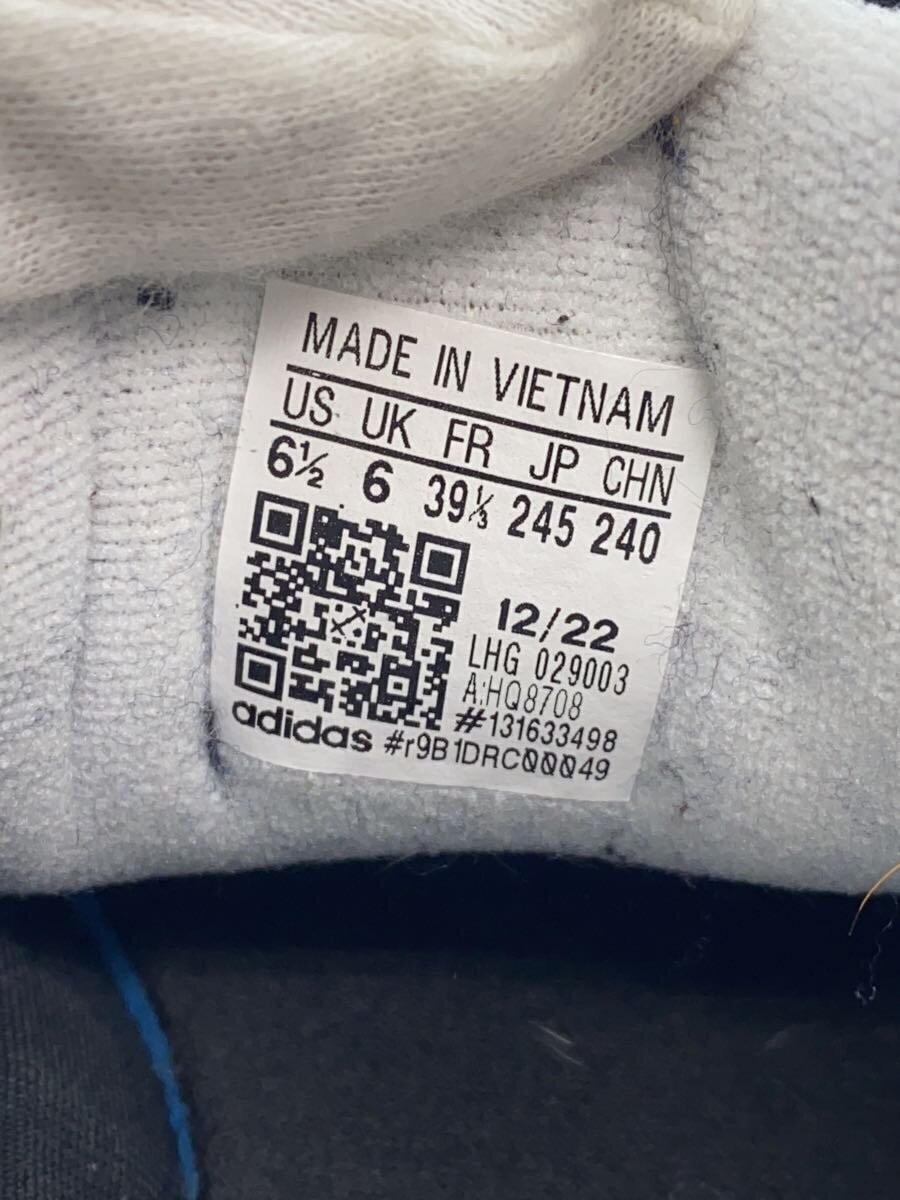 MADE IN VIETNAM
US UK FR JP CHN
6½ 6 39⅓ 245 240
12/22
LHG 029003
A:HQ8708
#131633498
adidas #r9B1DRC00049